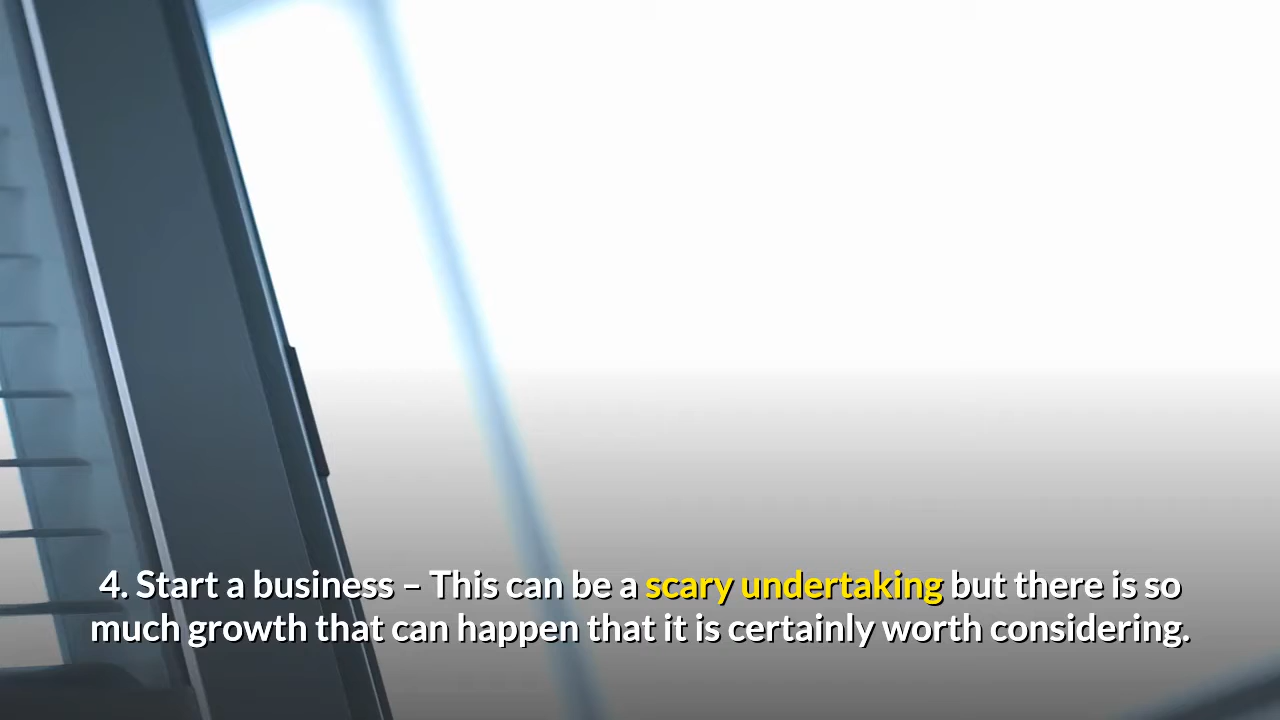 4. Start a business – This can be a scary undertaking but there is so
much growth that can happen that it is certainly worth considering.